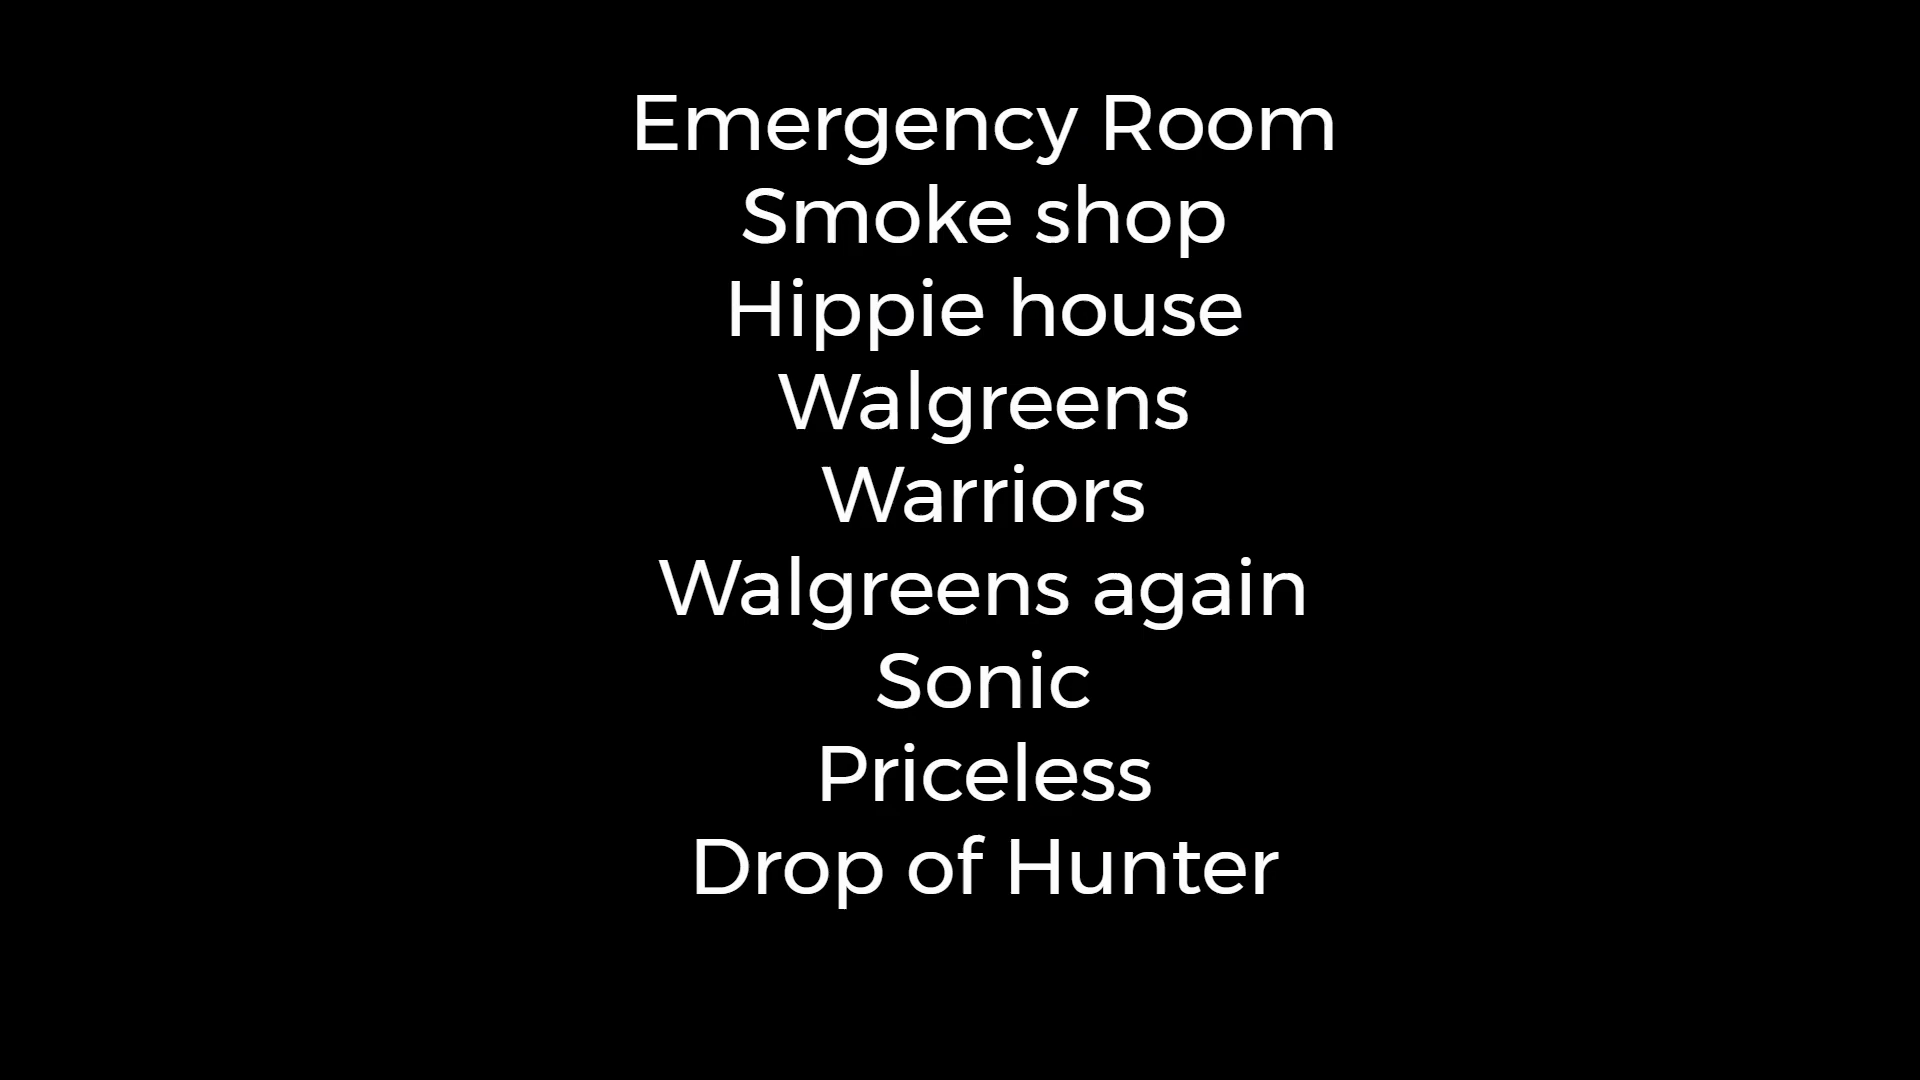 Emergency Room
Smoke shop
Hippie house
Walgreens
Warriors
Walgreens again
Sonic
Priceless
Drop of Hunter